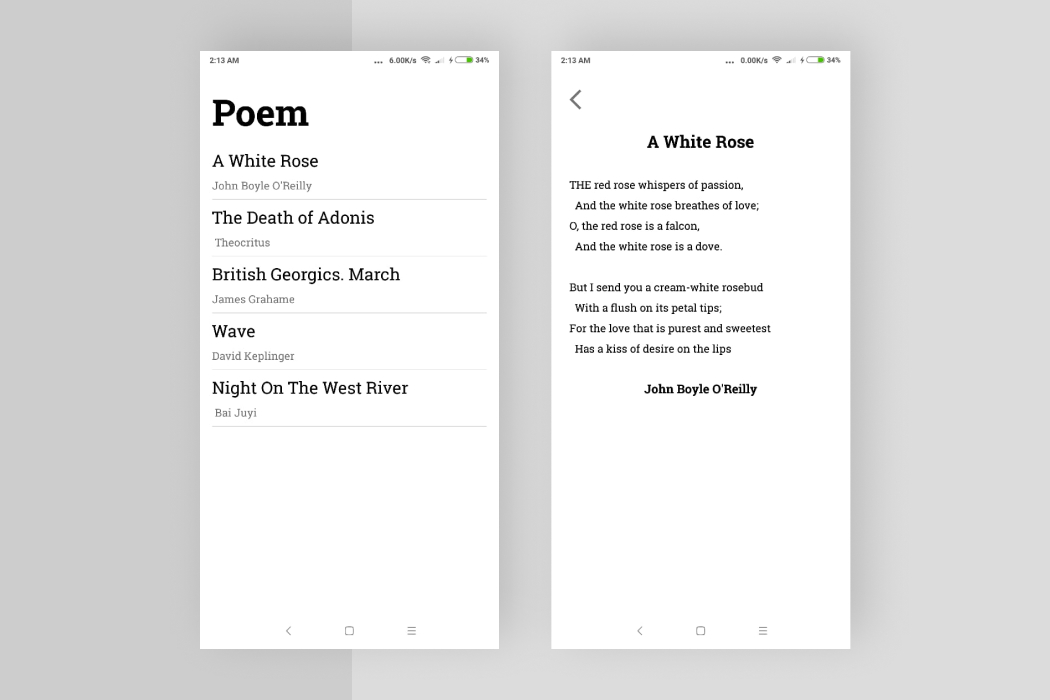 2:13 AM ... 6.00K/s 34%
Poem
A White Rose
John Boyle O'Reilly
The Death of Adonis
Theocritus
British Georgics. March
James Grahame
Wave
David Keplinger
Night On The West River
Bai Juyi
2:13 AM ... 0.00K/s 34%
A White Rose
THE red rose whispers of passion,
And the white rose breathes of love;
O, the red rose is a falcon,
And the white rose is a dove.
But I send you a cream-white rosebud
With a flush on its petal tips;
For the love that is purest and sweetest
Has a kiss of desire on the lips
John Boyle O'Reilly